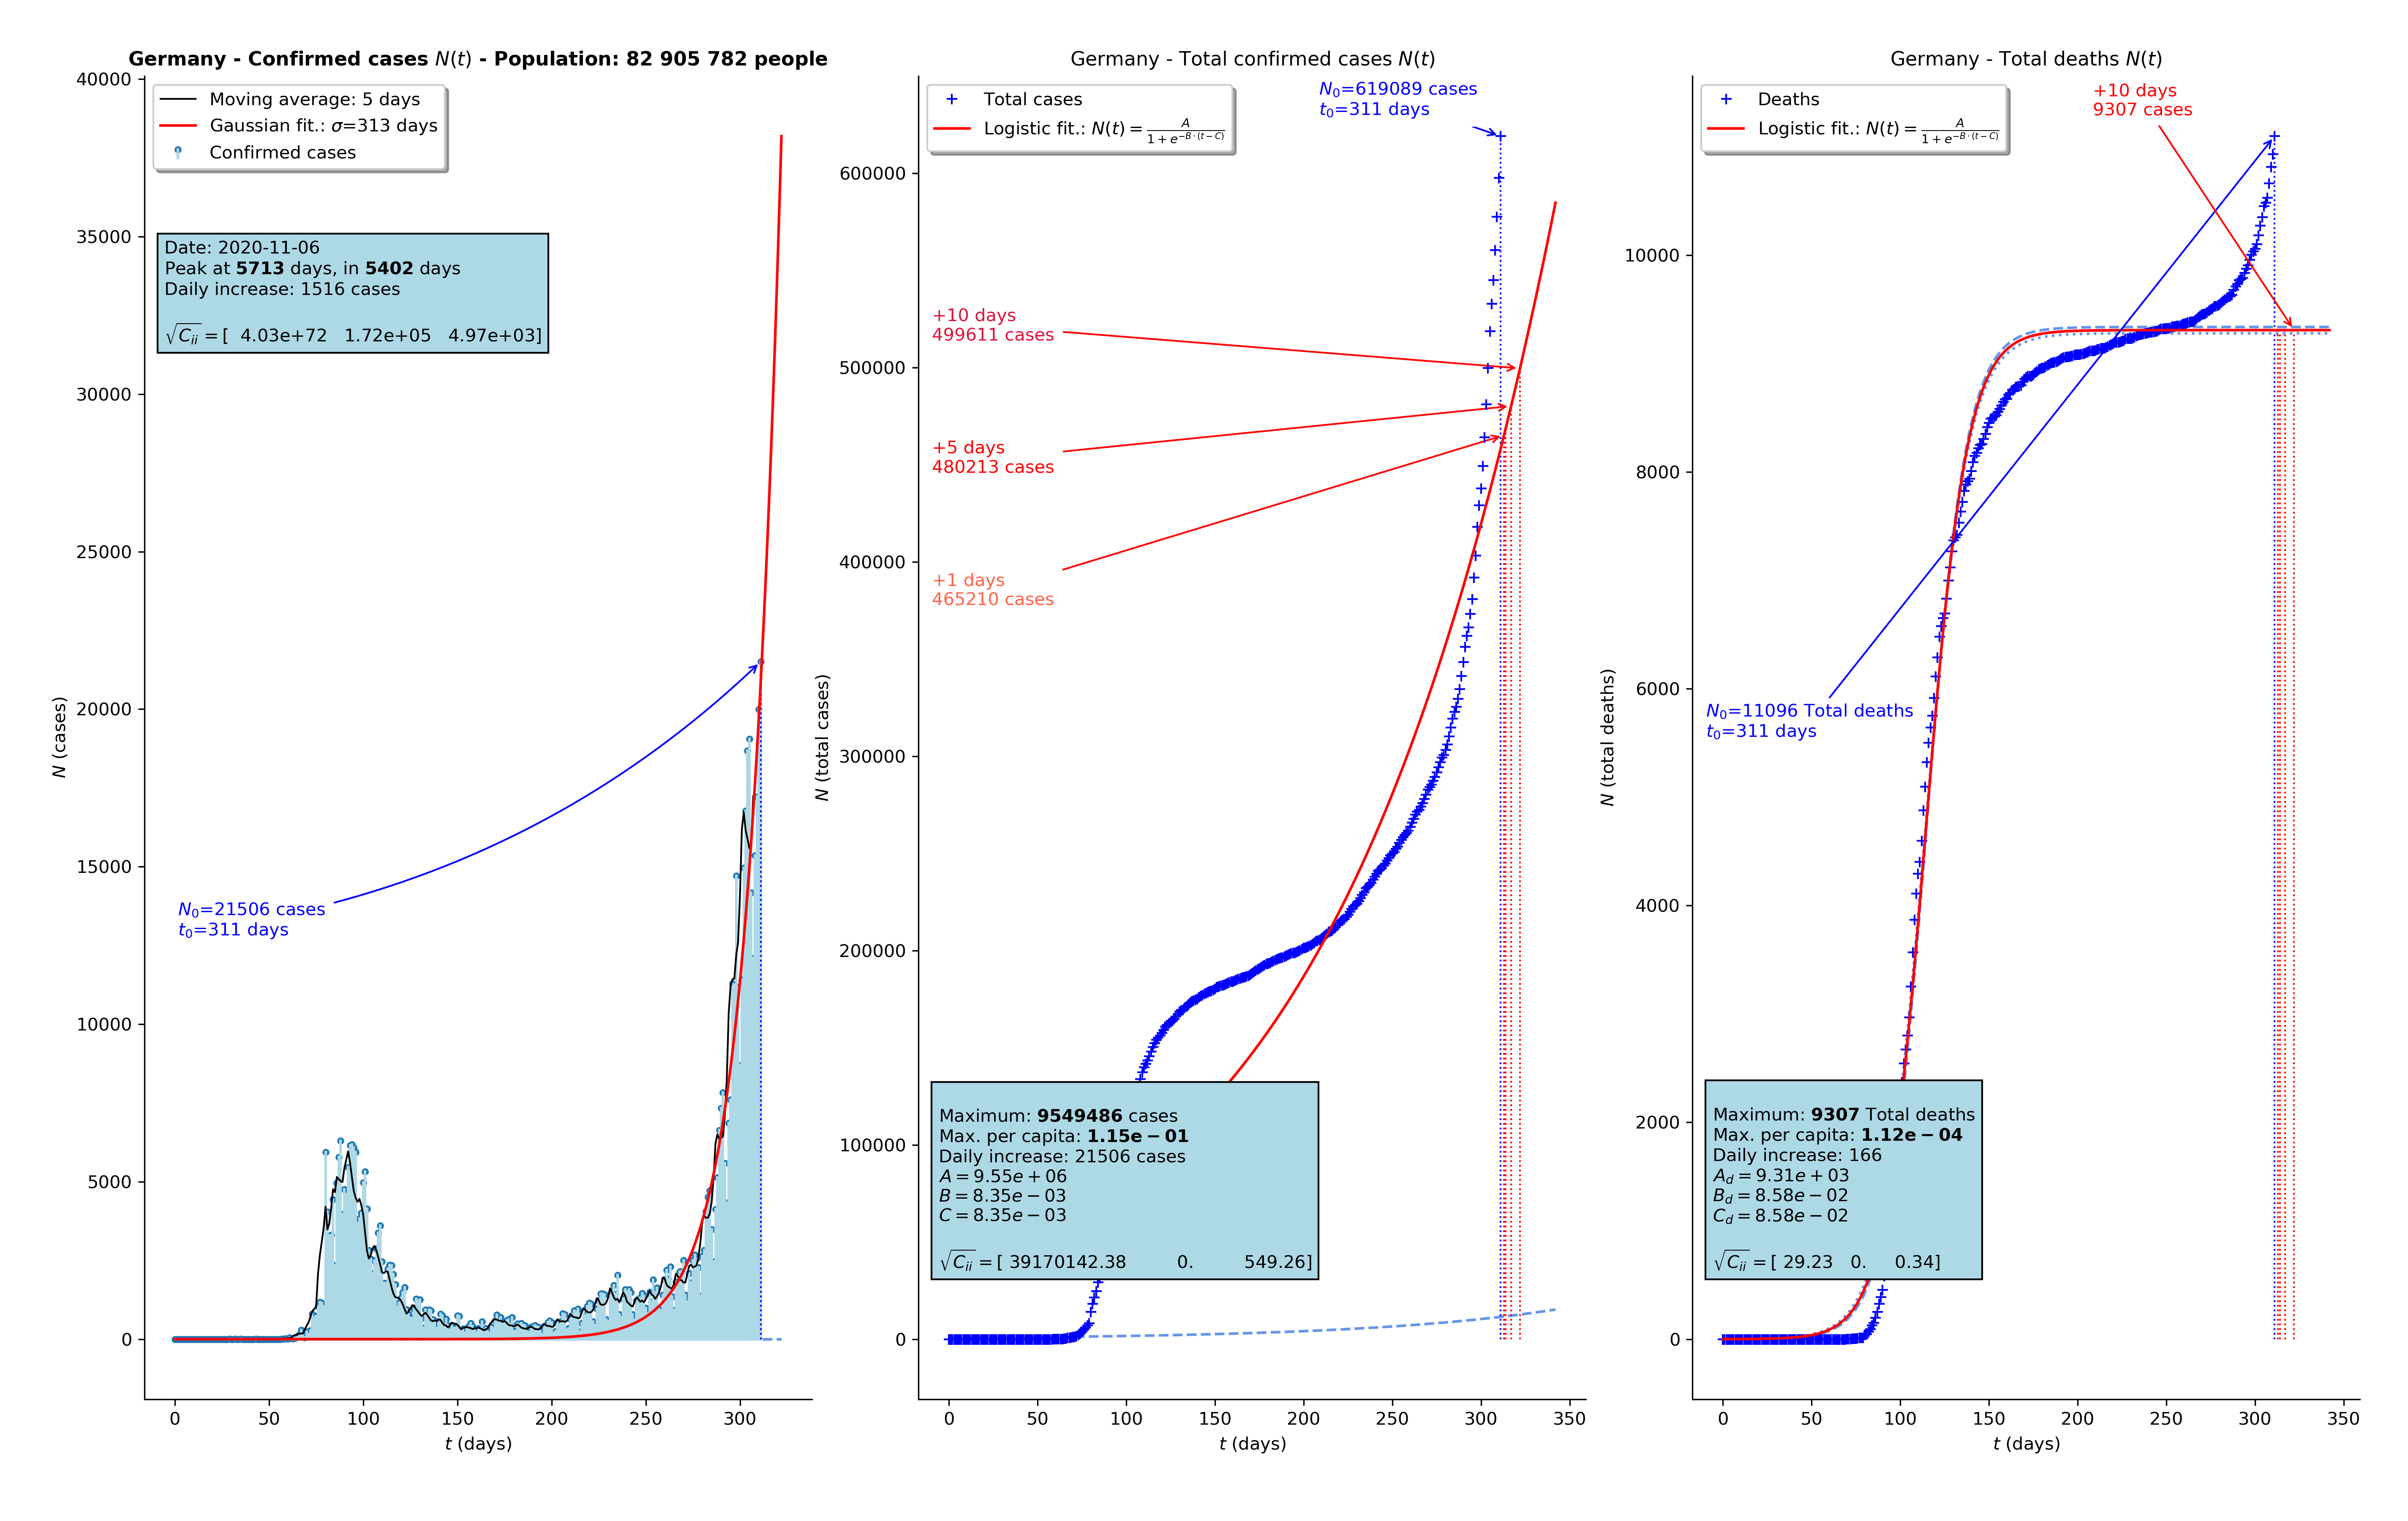 Germany - Confirmed cases N(t) - Population: 82 905 782 people
Moving average: 5 days
Gaussian fit.: σ=313 days
Confirmed cases
Date: 2020-11-06
Peak at 5713 days, in 5402 days
Daily increase: 1516 cases
√C_ii = [ 4.03e+72 1.72e+05 4.97e+03]
N₀=21506 cases
t₀=311 days
40000
35000
30000
25000
20000
15000
10000
5000
0
N (cases)
0 50 100 150 200 250 300
t (days)
Germany - Total confirmed cases N(t)
Total cases
Logistic fit.: N(t) = A / (1 + e^{-B·(t-C)})
N₀=619089 cases
t₀=311 days
+10 days
499611 cases
+5 days
480213 cases
+1 days
465210 cases
Maximum: 9549486 cases
Max. per capita: 1.15e − 01
Daily increase: 21506 cases
A = 9.55e + 06
B = 8.35e − 03
C = 8.35e − 03
√C_ii = [ 39170142.38 0. 549.26]
600000
500000
400000
300000
200000
100000
0
N (total cases)
0 50 100 150 200 250 300 350
t (days)
Germany - Total deaths N(t)
Deaths
Logistic fit.: N(t) = A / (1 + e^{-B·(t-C)})
+10 days
9307 cases
N₀=11096 Total deaths
t₀=311 days
Maximum: 9307 Total deaths
Max. per capita: 1.12e − 04
Daily increase: 166
A_d = 9.31e + 03
B_d = 8.58e − 02
C_d = 8.58e − 02
√C_ii = [ 29.23 0. 0.34]
10000
8000
6000
4000
2000
0
N (total deaths)
0 50 100 150 200 250 300 350
t (days)